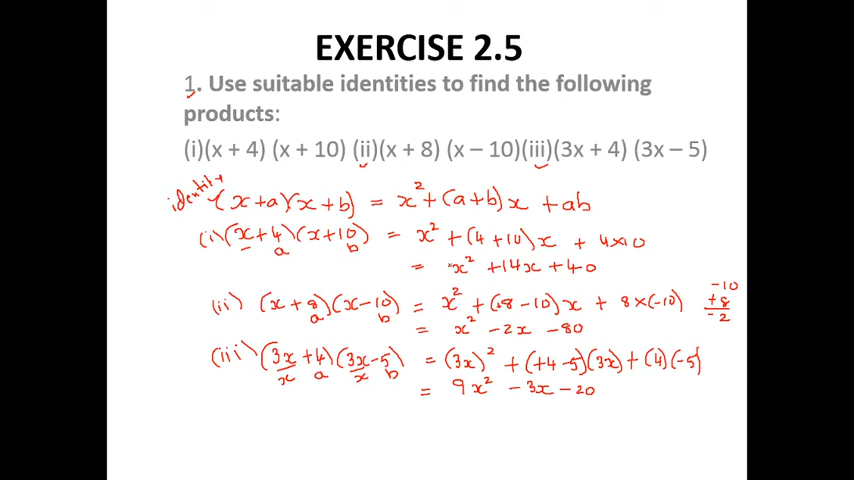 EXERCISE 2.5
1. Use suitable identities to find the following
products:
(i)(x + 4) (x + 10) (ii)(x + 8) (x – 10)(iii)(3x + 4) (3x – 5)
identity (x+a)(x+b) = x² + (a+b)x + ab
(i) (x+4)(x+10) = x² + (4+10)x + 4×10
a b
= x² +14x +40
(ii) (x+8)(x-10) = x² + (+8-10)x + 8×(-10)
a b
-10
+8
-2
= x² -2x -80
(iii) (3x+4)(3x-5) = (3x)² + (+4-5)(3x) + (4)(-5)
x a x b
= 9x² -3x -20